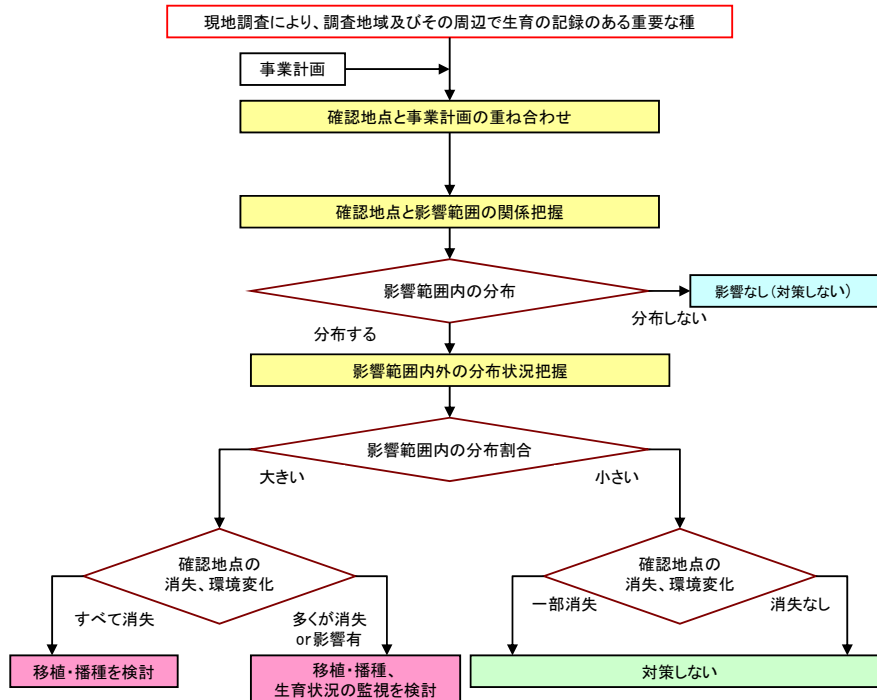 現地調査により、調査地域及びその周辺で生育の記録のある重要な種
事業計画
確認地点と事業計画の重ね合わせ
確認地点と影響範囲の関係把握
影響範囲内の分布
影響なし（対策しない）
分布しない
分布する
影響範囲内外の分布状況把握
影響範囲内の分布割合
大きい
小さい
確認地点の
消失、環境変化
確認地点の
消失、環境変化
すべて消失
多くが消失
or影響有
一部消失
消失なし
移植・播種を検討
移植・播種、
生育状況の監視を検討
対策しない